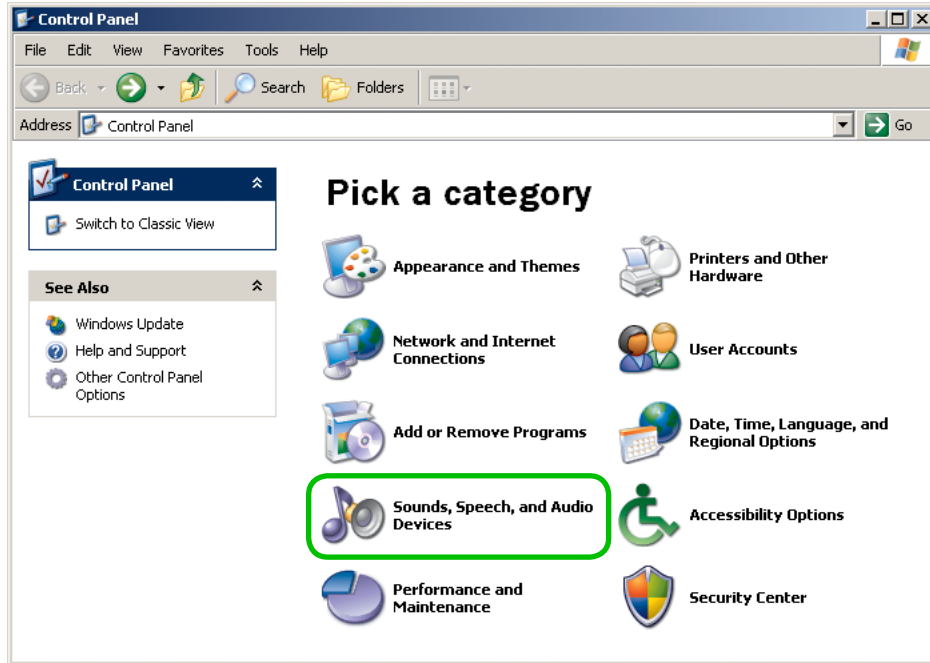 Control Panel
File Edit View Favorites Tools Help
Back Search Folders
Address Control Panel Go
Control Panel
Switch to Classic View
See Also
Windows Update
Help and Support
Other Control Panel
Options
Pick a category
Appearance and Themes
Printers and Other
Hardware
Network and Internet
Connections
User Accounts
Add or Remove Programs
Date, Time, Language, and
Regional Options
Sounds, Speech, and Audio
Devices
Accessibility Options
Performance and
Maintenance
Security Center